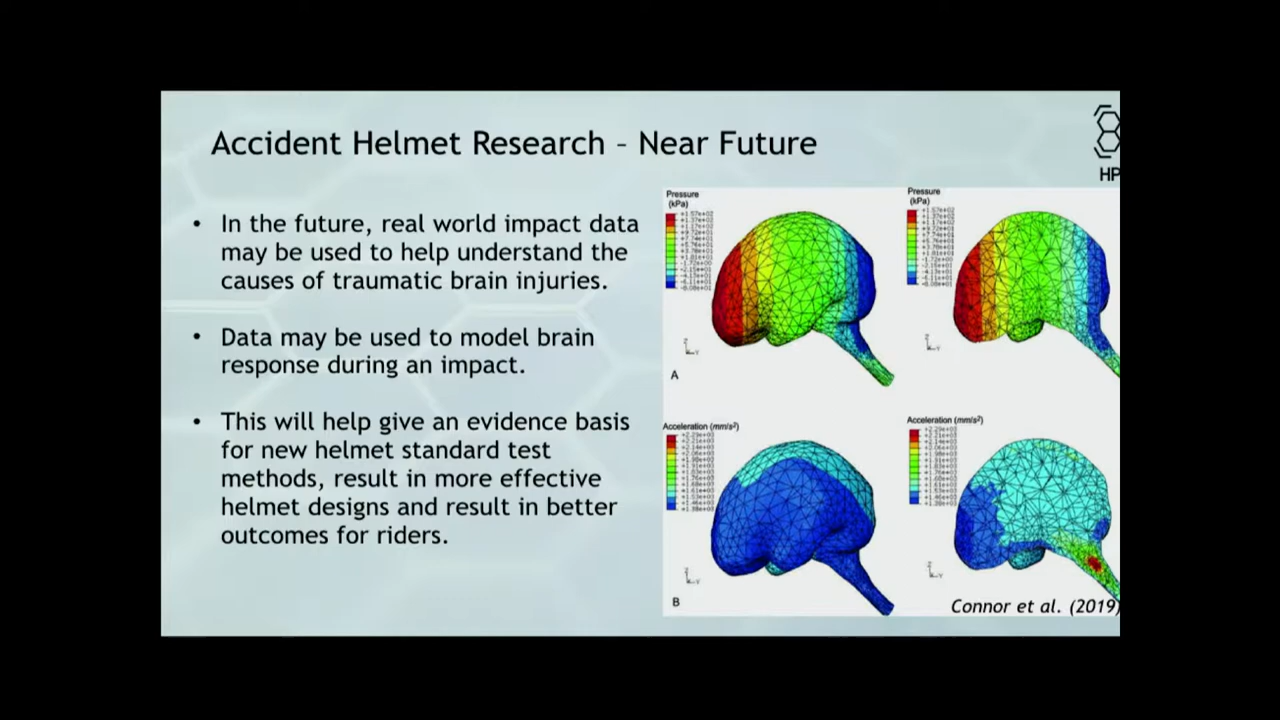 Accident Helmet Research – Near Future
HP
• In the future, real world impact data
may be used to help understand the
causes of traumatic brain injuries.
• Data may be used to model brain
response during an impact.
• This will help give an evidence basis
for new helmet standard test
methods, result in more effective
helmet designs and result in better
outcomes for riders.
Pressure
(kPa)
Pressure
(kPa)
Z
Y
Z
Y
A
Acceleration (mm/s²)
Acceleration (mm/s²)
Z
Y
Z
Y
B
Connor et al. (2019)